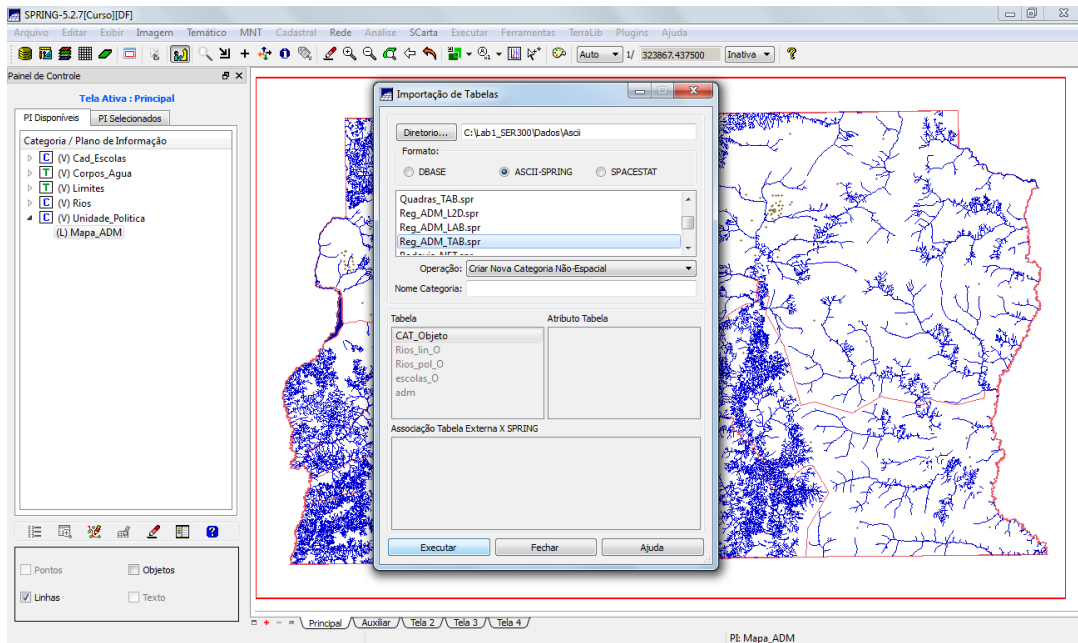 SPRING-5.2.7[Curso][DF]
Arquivo Editar Exibir Imagem Temático MNT Cadastral Rede Análise SCarta Executar Ferramentas TerraLib Plugins Ajuda
Auto 1/ 323867.437500 Inativa
Painel de Controle
Tela Ativa : Principal
PI Disponíveis PI Selecionados
Categoria / Plano de Informação
C (V) Cad_Escolas
T (V) Corpos_Agua
T (V) Limites
C (V) Rios
C (V) Unidade_Politica
(L) Mapa_ADM
Pontos Objetos
Linhas Texto
Importação de Tabelas
Diretorio... C:\Lab1_SER300\Dados\Ascii
Formato:
DBASE ASCII-SPRING SPACESTAT
Quadras_TAB.spr
Reg_ADM_L2D.spr
Reg_ADM_LAB.spr
Reg_ADM_TAB.spr
Operação: Criar Nova Categoria Não-Espacial
Nome Categoria:
Tabela Atributo Tabela
CAT_Objeto
Rios_lin_O
Rios_pol_O
escolas_O
adm
Associação Tabela Externa X SPRING
Executar Fechar Ajuda
Principal Auxiliar Tela 2 Tela 3 Tela 4
PI: Mapa_ADM